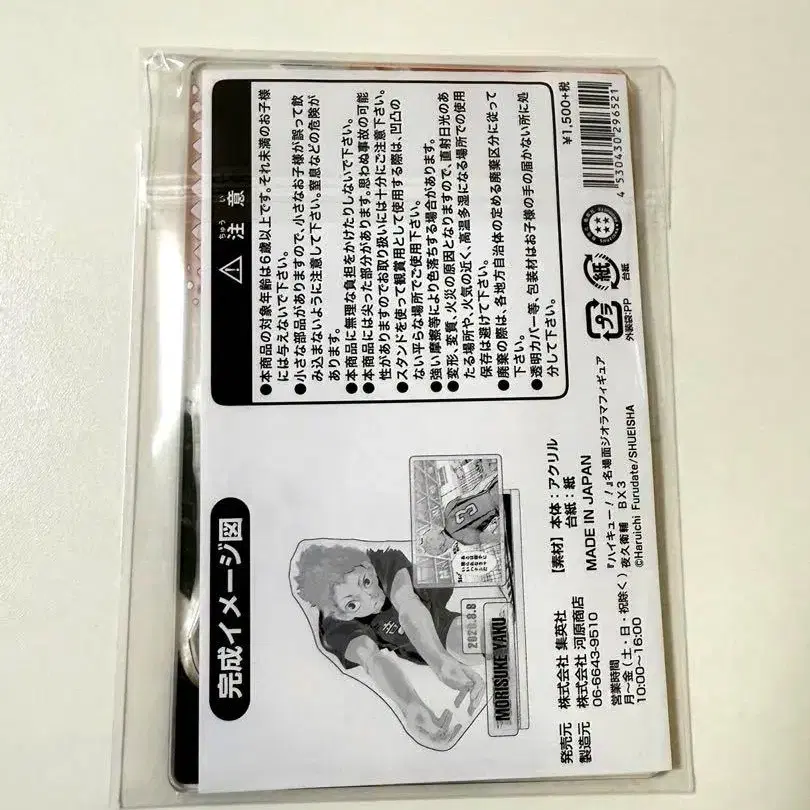 ⚠ 注意
ちゅう い
●本商品の対象年齢は6歳以上です。それ未満のお子様
には与えないで下さい。
●小さな部品がありますので、小さなお子様が誤って飲
み込まないように注意して下さい。窒息などの危険が
あります。
●本商品に無理な負担をかけたりしないで下さい。
●本商品には尖った部分があります。思わぬ事故の可能
性がありますのでお取り扱いには十分にご注意下さい。
●スタンドを使って観賞用として使用する際は、凹凸の
ない平らな場所でご使用下さい。
●強い摩擦等により色落ちする場合があります。
●変形、変質、火災の原因となりますので、直射日光のあ
たる場所や、火気の近く、高温多湿になる場所での使用
保存は避けて下さい。
●廃棄の際は、各地方自治体の定める廃棄区分に従って
下さい。
●透明カバー等、包装材はお子様の手の届かない所に処
分して下さい。
¥1,500+税
4 530430 296521
紙
台紙
プラ
外装袋:PP
完成イメージ図
2020.8.8
MORISUKE YAKU
3
【素材】本体:アクリル
台紙:紙
MADE IN JAPAN
『ハイキュー!!』名場面ジオラマフィギュア
夜久衛輔 BX3
©Haruichi Furudate/SHUEISHA
発売元 株式会社 集英社
製造元 株式会社 河原商店
06-6643-9510
営業時間
月~金(土・日・祝除く)
10:00~16:00